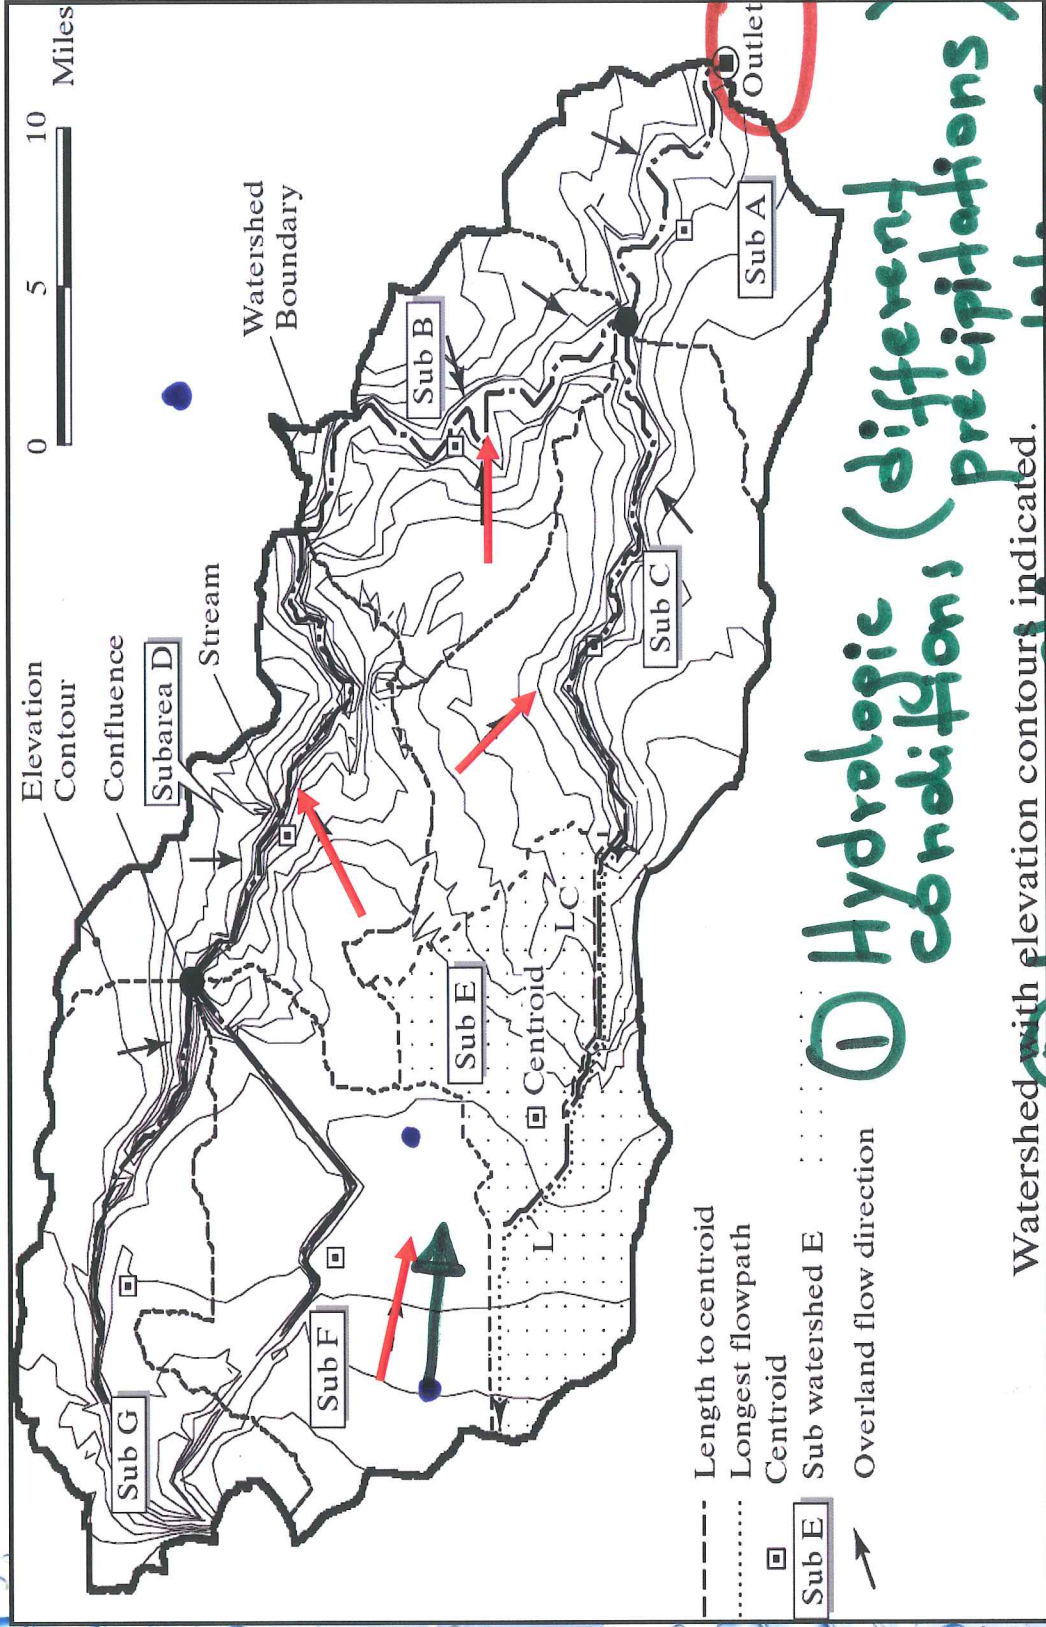 0 5 10 Miles
Elevation
Contour
Confluence
Subarea D
Stream
Watershed
Boundary
Sub G
Sub F
Sub E
Centroid
LC
L
Sub B
Sub C
Sub A
Outlet
Length to centroid
Longest flowpath
Centroid
Sub E Sub watershed E
Overland flow direction
① Hydrologic (different
conditions precipitations)
Watershed with elevation contours indicated.